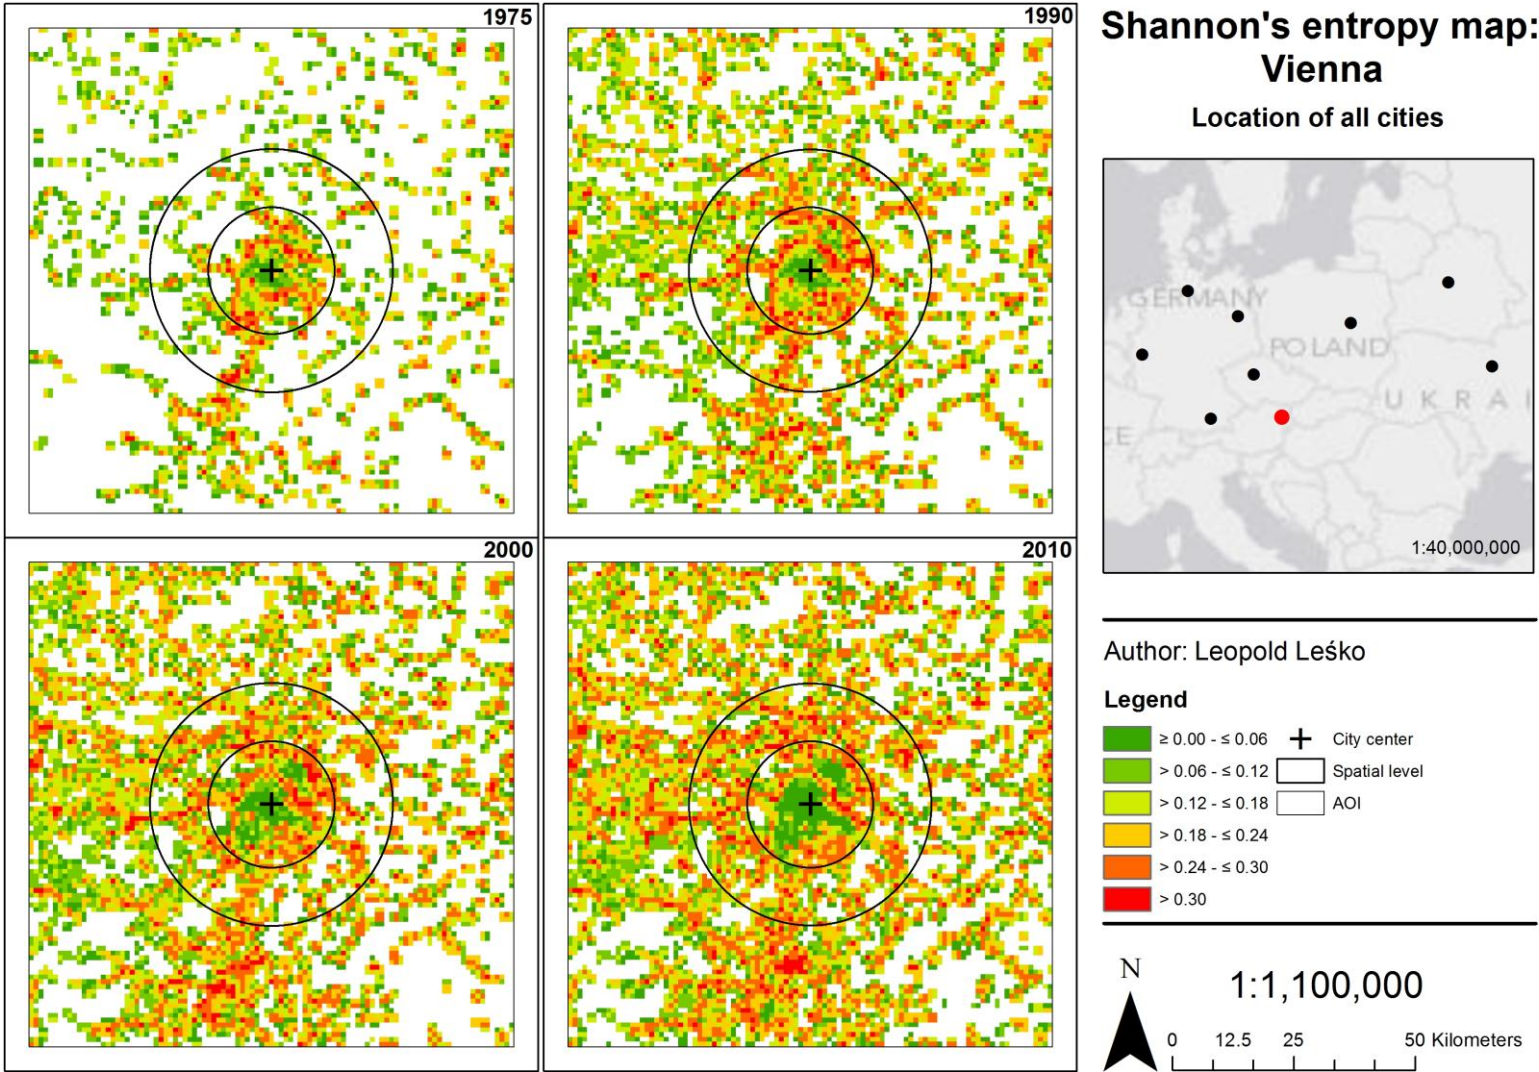 1975
1990
2000
2010
Shannon's entropy map:
Vienna
Location of all cities
GERMANY
POLAND
UKRAI
CE
1:40,000,000
Author: Leopold Leśko
Legend
≥ 0.00 - ≤ 0.06
> 0.06 - ≤ 0.12
> 0.12 - ≤ 0.18
> 0.18 - ≤ 0.24
> 0.24 - ≤ 0.30
> 0.30
City center
Spatial level
AOI
N
1:1,100,000
0 12.5 25 50 Kilometers